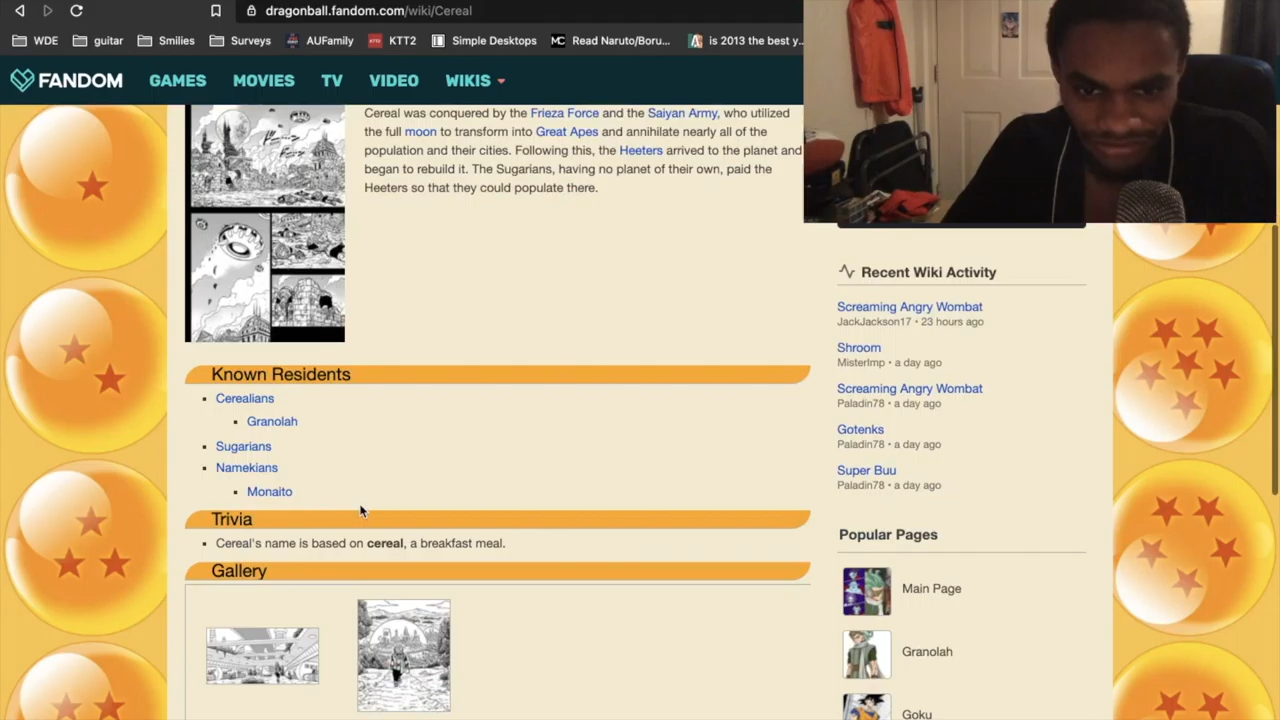 dragonball.fandom.com/wiki/Cereal
WDE guitar Smilies Surveys AUFamily KTT2 Simple Desktops Read Naruto/Boru... is 2013 the best y...
FANDOM GAMES MOVIES TV VIDEO WIKIS
Cereal was conquered by the Frieza Force and the Saiyan Army, who utilized
the full moon to transform into Great Apes and annihilate nearly all of the
population and their cities. Following this, the Heeters arrived to the planet and
began to rebuild it. The Sugarians, having no planet of their own, paid the
Heeters so that they could populate there.
Known Residents
Cerealians
Granolah
Sugarians
Namekians
Monaito
Trivia
Cereal's name is based on cereal, a breakfast meal.
Gallery
Recent Wiki Activity
Screaming Angry Wombat
JackJackson17 • 23 hours ago
Shroom
MisterImp • a day ago
Screaming Angry Wombat
Paladin78 • a day ago
Gotenks
Paladin78 • a day ago
Super Buu
Paladin78 • a day ago
Popular Pages
Main Page
Granolah
Goku